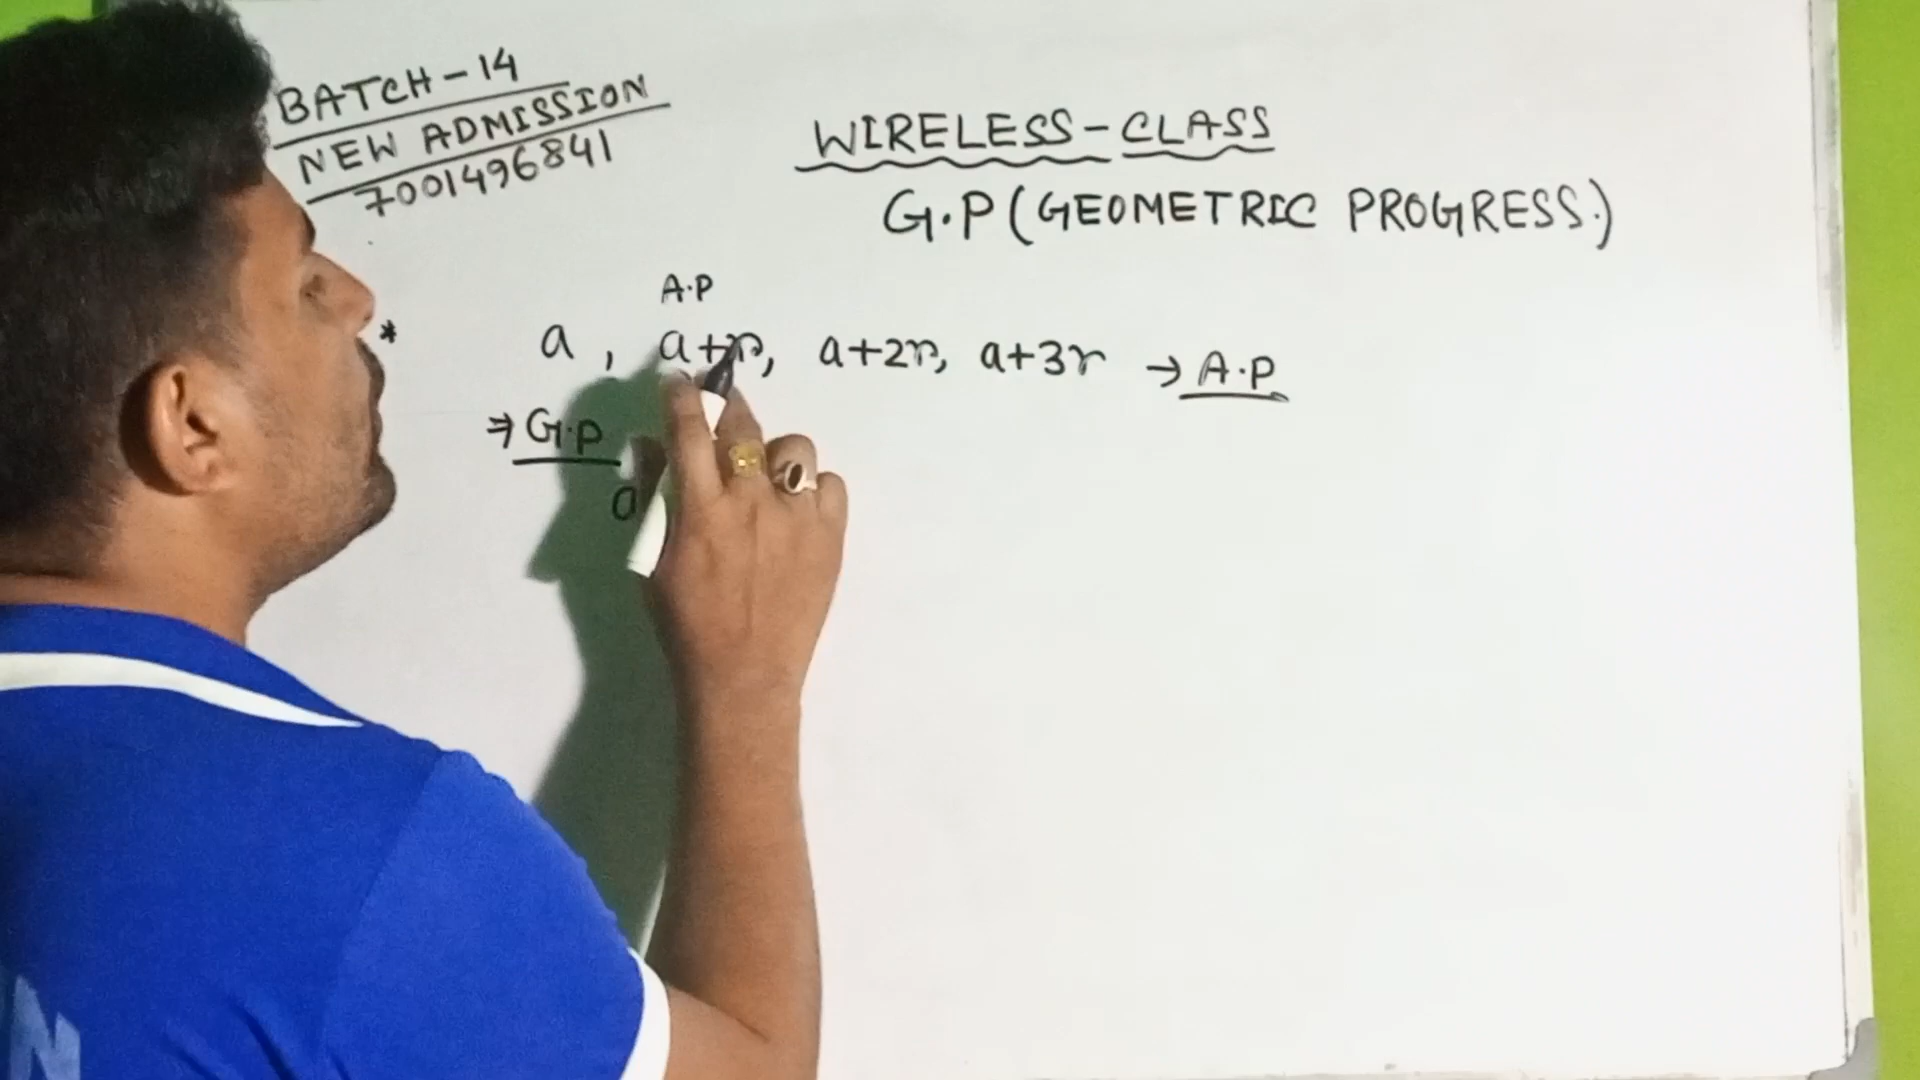 BATCH-14
NEW ADMISSION
7001496841
WIRELESS-CLASS
G.P (GEOMETRIC PROGRESS.)
A.P
* a, a+r, a+2r, a+3r → A.P
⇒ G.P
a
N